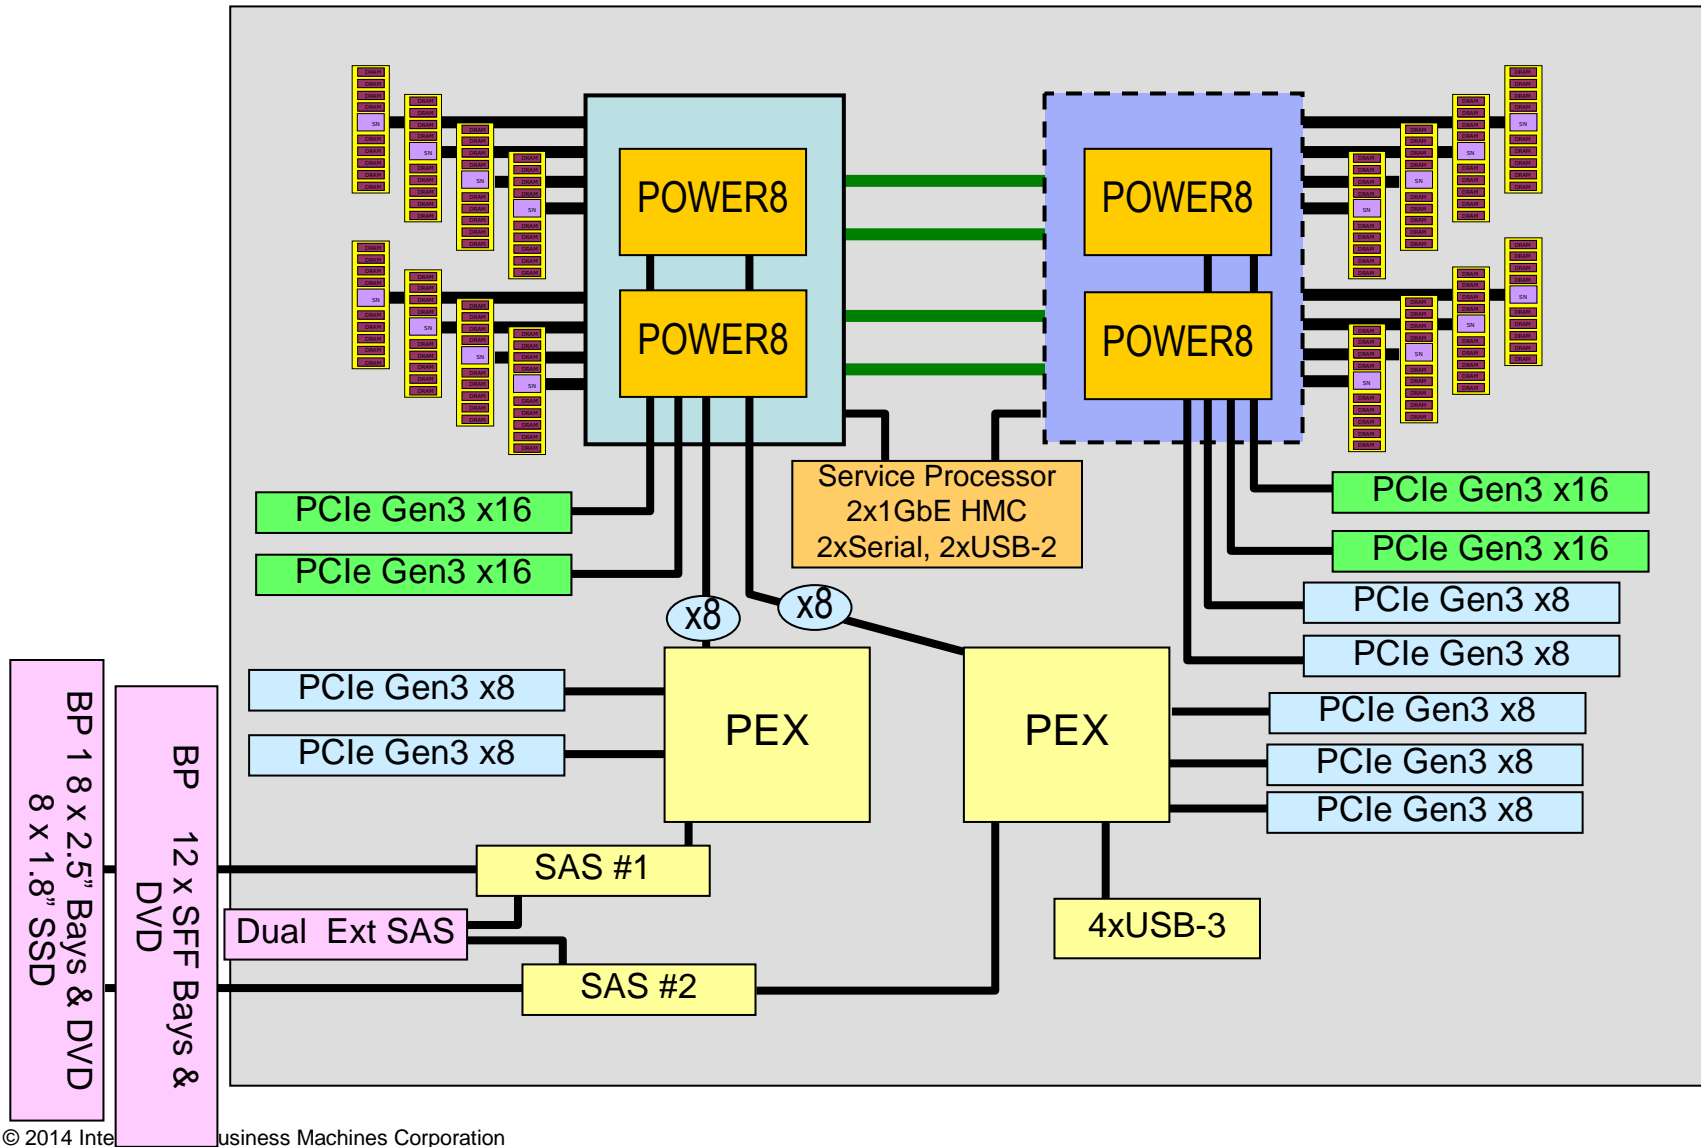 DRAM
SN
POWER8
POWER8
POWER8
POWER8
Service Processor
2x1GbE HMC
2xSerial, 2xUSB-2
PCIe Gen3 x16
PCIe Gen3 x16
PCIe Gen3 x16
PCIe Gen3 x16
PCIe Gen3 x8
PCIe Gen3 x8
x8
x8
PCIe Gen3 x8
PCIe Gen3 x8
PEX
PEX
PCIe Gen3 x8
PCIe Gen3 x8
PCIe Gen3 x8
BP 1 8 x 2.5” Bays & DVD
8 x 1.8” SSD
BP 12 x SFF Bays &
DVD
SAS #1
Dual Ext SAS
SAS #2
4xUSB-3
© 2014 Inte usiness Machines Corporation